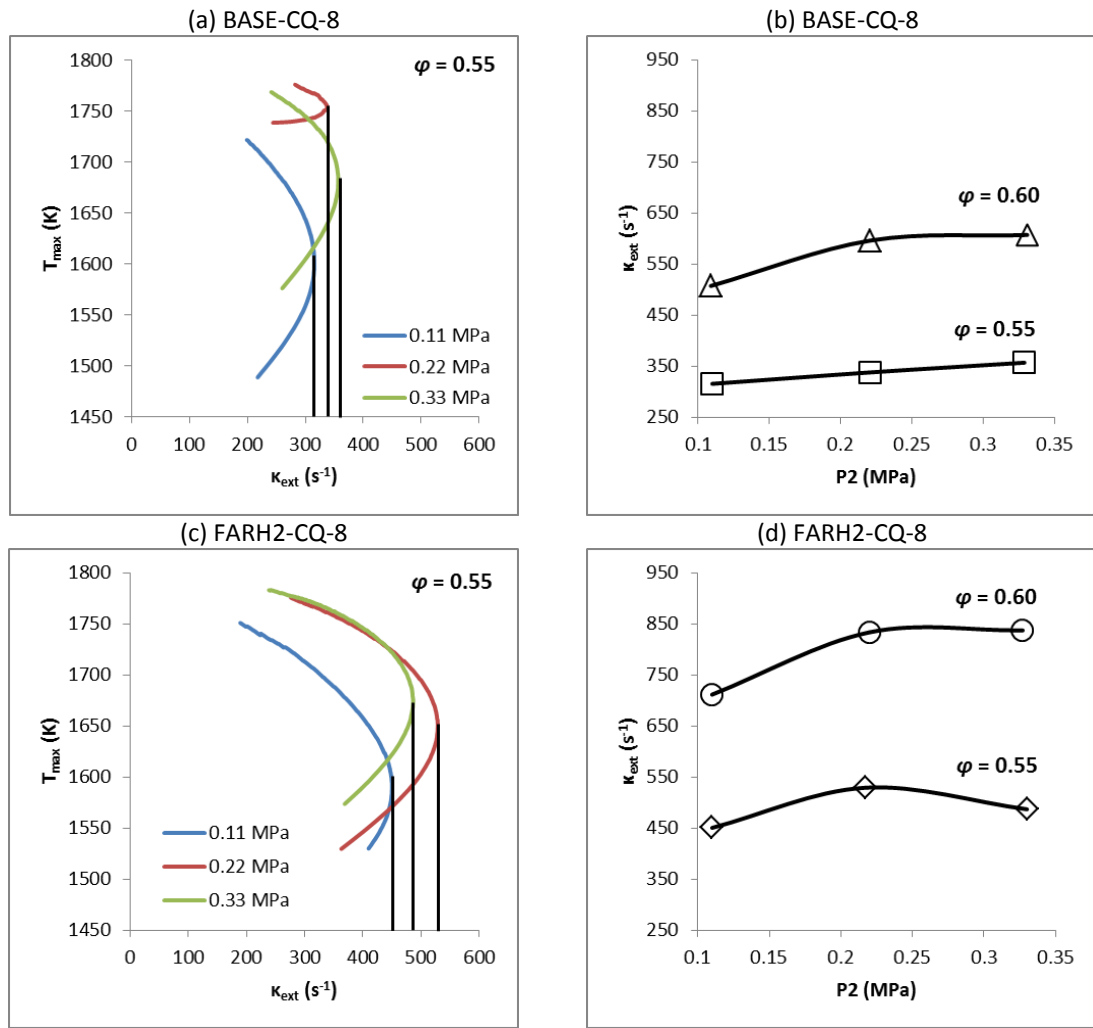 (a) BASE-CQ-8
φ = 0.55
1800
1750
1700
1650
1600
1550
1500
1450
Tmax (K)
0.11 MPa
0.22 MPa
0.33 MPa
0 100 200 300 400 500 600
κext (s-1)
(b) BASE-CQ-8
950
850
750
650
550
450
350
250
κext (s-1)
φ = 0.60
φ = 0.55
0.1 0.15 0.2 0.25 0.3 0.35
P2 (MPa)
(c) FARH2-CQ-8
φ = 0.55
1800
1750
1700
1650
1600
1550
1500
1450
Tmax (K)
0.11 MPa
0.22 MPa
0.33 MPa
0 100 200 300 400 500 600
κext (s-1)
(d) FARH2-CQ-8
950
850
750
650
550
450
350
250
κext (s-1)
φ = 0.60
φ = 0.55
0.1 0.15 0.2 0.25 0.3 0.35
P2 (MPa)